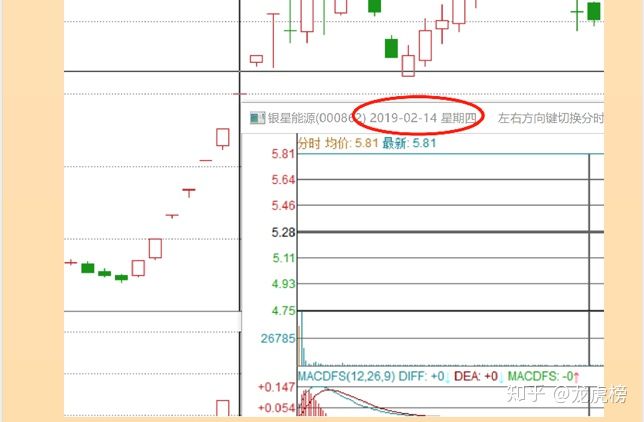 银星能源(000862) 2019-02-14 星期四 左右方向键切换分时
分时 均价: 5.81 最新: 5.81
5.81
5.64
5.46
5.28
5.11
4.93
4.75
26785
MACDFS(12,26,9) DIFF: +0↓ DEA: +0↓ MACDFS: -0↑
+0.147
+0.054
知乎 @龙虎榜